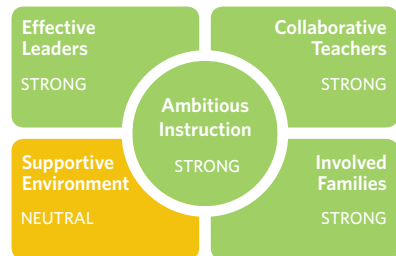 Effective
Leaders
STRONG
Collaborative
Teachers
STRONG
Ambitious
Instruction
STRONG
Supportive
Environment
NEUTRAL
Involved
Families
STRONG